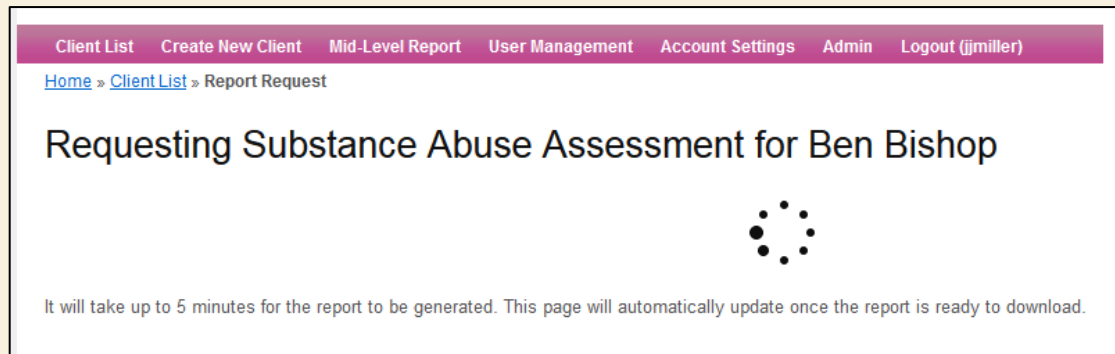 Client List Create New Client Mid-Level Report User Management Account Settings Admin Logout (jjmiller)
Home » Client List » Report Request
Requesting Substance Abuse Assessment for Ben Bishop
It will take up to 5 minutes for the report to be generated. This page will automatically update once the report is ready to download.